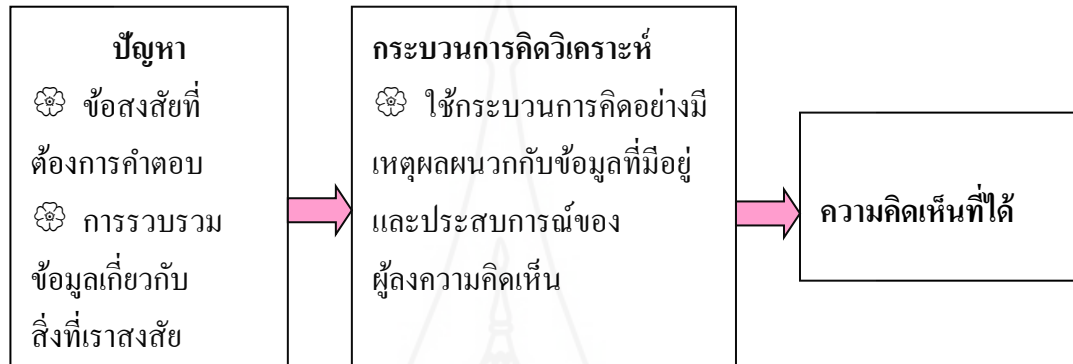 ปัญหา
ข้อสงสัยที่
ต้องการคำตอบ
การรวบรวม
ข้อมูลเกี่ยวกับ
สิ่งที่เราสงสัย
กระบวนการคิดวิเคราะห์
ใช้กระบวนการคิดอย่างมี
เหตุผลผนวกกับข้อมูลที่มีอยู่
และประสบการณ์ของ
ผู้ลงความคิดเห็น
ความคิดเห็นที่ได้